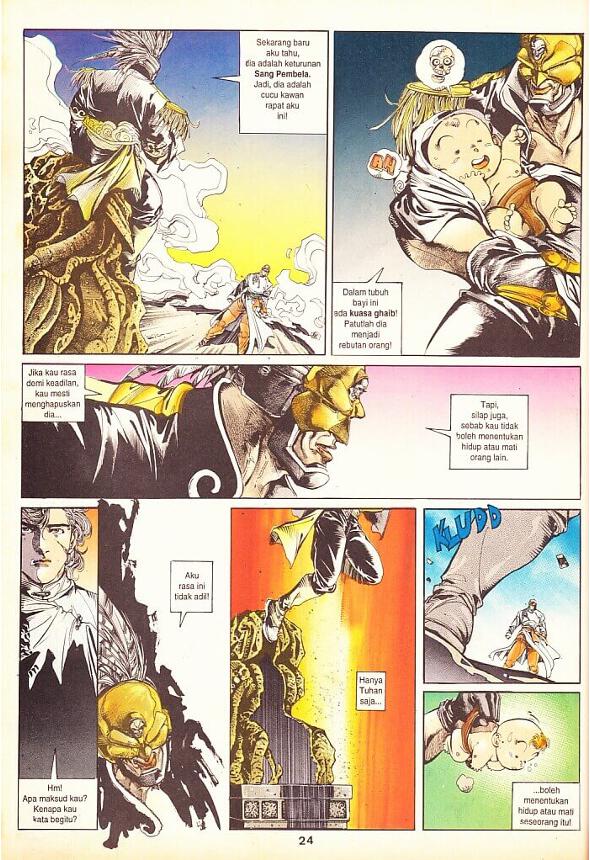 Sekarang baru
aku tahu,
dia adalah keturunan
Sang Pembela.
Jadi, dia adalah
cucu kawan
rapat aku
ini!
Dalam tubuh
bayi ini
ada kuasa ghaib!
Patutlah dia
menjadi
rebutan orang!
Jika kau rasa
demi keadilan,
kau mesti
menghapuskan
dia...
Tapi,
silap juga,
sebab kau tidak
boleh menentukan
hidup atau mati
orang lain.
Hm!
Apa maksud kau?
Kenapa kau
kata begitu?
Aku
rasa ini
tidak adil!
Hanya
Tuhan
saja...
KLUDD
...boleh
menentukan
hidup atau mati
seseorang itu!
24